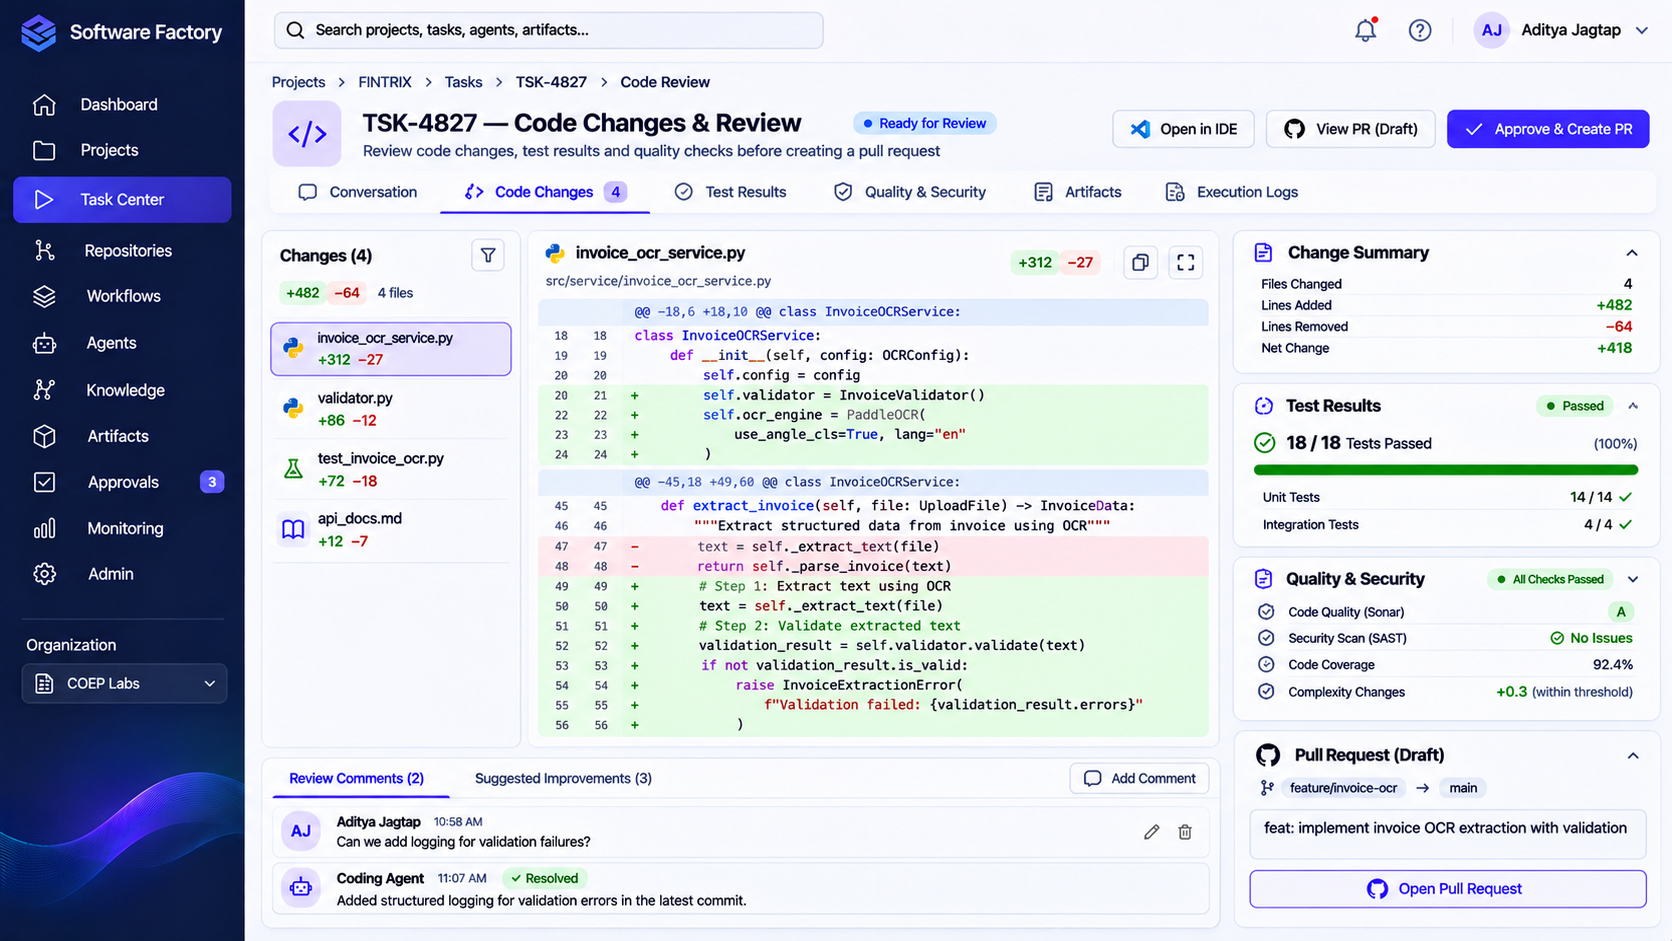 Software Factory
Search projects, tasks, agents, artifacts...
AJ Aditya Jagtap
Dashboard
Projects
Task Center
Repositories
Workflows
Agents
Knowledge
Artifacts
Approvals 3
Monitoring
Admin
Organization
COEP Labs
Projects > FINTRIX > Tasks > TSK-4827 > Code Review
</>
TSK-4827 — Code Changes & Review
Ready for Review
Review code changes, test results and quality checks before creating a pull request
Open in IDE
View PR (Draft)
Approve & Create PR
Conversation
Code Changes 4
Test Results
Quality & Security
Artifacts
Execution Logs
Changes (4)
+482 −64 4 files
invoice_ocr_service.py
+312 −27
validator.py
+86 −12
test_invoice_ocr.py
+72 −18
api_docs.md
+12 −7
invoice_ocr_service.py
src/service/invoice_ocr_service.py
+312 −27
@@ -18,6 +18,10 @@ class InvoiceOCRService:
18 18 class InvoiceOCRService:
19 19 def __init__(self, config: OCRConfig):
20 20 self.config = config
20 21 + self.validator = InvoiceValidator()
22 22 + self.ocr_engine = PaddleOCR(
23 23 + use_angle_cls=True, lang="en"
24 24 + )
@@ -45,18 +49,60 @@ class InvoiceOCRService:
45 45 def extract_invoice(self, file: UploadFile) -> InvoiceData:
46 46 """Extract structured data from invoice using OCR"""
47 47 − text = self._extract_text(file)
48 48 − return self._parse_invoice(text)
49 49 + # Step 1: Extract text using OCR
50 50 + text = self._extract_text(file)
51 51 + # Step 2: Validate extracted text
52 52 + validation_result = self.validator.validate(text)
53 53 + if not validation_result.is_valid:
54 54 + raise InvoiceExtractionError(
55 55 + f"Validation failed: {validation_result.errors}"
56 56 + )
Review Comments (2)
Suggested Improvements (3)
Add Comment
AJ
Aditya Jagtap 10:58 AM
Can we add logging for validation failures?
Coding Agent 11:07 AM Resolved
Added structured logging for validation errors in the latest commit.
Change Summary
Files Changed 4
Lines Added +482
Lines Removed −64
Net Change +418
Test Results Passed
18 / 18 Tests Passed (100%)
Unit Tests 14 / 14
Integration Tests 4 / 4
Quality & Security All Checks Passed
Code Quality (Sonar) A
Security Scan (SAST) No Issues
Code Coverage 92.4%
Complexity Changes +0.3 (within threshold)
Pull Request (Draft)
feature/invoice-ocr → main
feat: implement invoice OCR extraction with validation
Open Pull Request